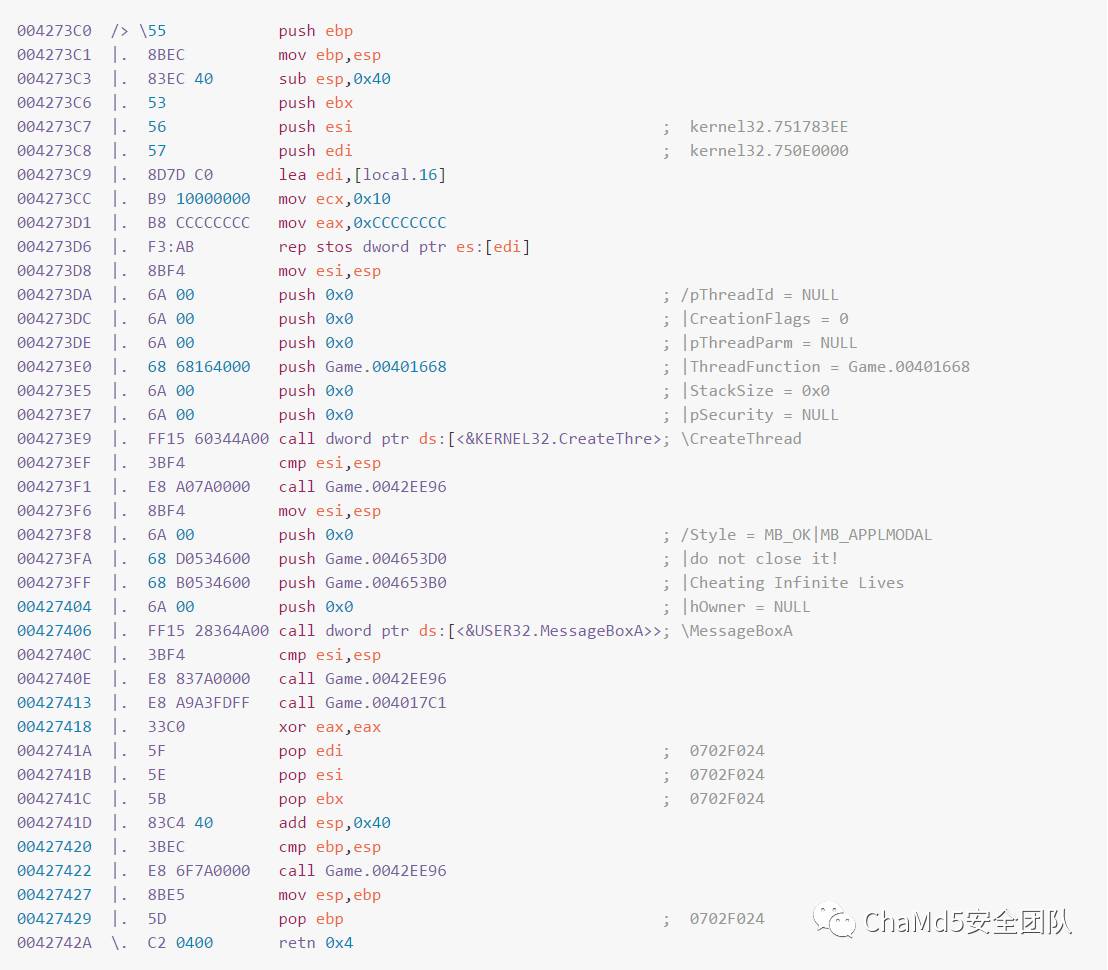 004273C0  /> \55            push ebp
004273C1  |.  8BEC          mov ebp,esp
004273C3  |.  83EC 40       sub esp,0x40
004273C6  |.  53            push ebx
004273C7  |.  56            push esi                                 ;  kernel32.751783EE
004273C8  |.  57            push edi                                 ;  kernel32.750E0000
004273C9  |.  8D7D C0       lea edi,[local.16]
004273CC  |.  B9 10000000   mov ecx,0x10
004273D1  |.  B8 CCCCCCCC   mov eax,0xCCCCCCCC
004273D6  |.  F3:AB         rep stos dword ptr es:[edi]
004273D8  |.  8BF4          mov esi,esp
004273DA  |.  6A 00         push 0x0                                 ; /pThreadId = NULL
004273DC  |.  6A 00         push 0x0                                 ; |CreationFlags = 0
004273DE  |.  6A 00         push 0x0                                 ; |pThreadParm = NULL
004273E0  |.  68 68164000   push Game.00401668                       ; |ThreadFunction = Game.00401668
004273E5  |.  6A 00         push 0x0                                 ; |StackSize = 0x0
004273E7  |.  6A 00         push 0x0                                 ; |pSecurity = NULL
004273E9  |.  FF15 60344A00 call dword ptr ds:[<&KERNEL32.CreateThre>; \CreateThread
004273EF  |.  3BF4          cmp esi,esp
004273F1  |.  E8 A07A0000   call Game.0042EE96
004273F6  |.  8BF4          mov esi,esp
004273F8  |.  6A 00         push 0x0                                 ; /Style = MB_OK|MB_APPLMODAL
004273FA  |.  68 D0534600   push Game.004653D0                       ; |do not close it!
004273FF  |.  68 B0534600   push Game.004653B0                       ; |Cheating Infinite Lives
00427404  |.  6A 00         push 0x0                                 ; |hOwner = NULL
00427406  |.  FF15 28364A00 call dword ptr ds:[<&USER32.MessageBoxA>>; \MessageBoxA
0042740C  |.  3BF4          cmp esi,esp
0042740E  |.  E8 837A0000   call Game.0042EE96
00427413  |.  E8 A9A3FDFF   call Game.004017C1
00427418  |.  33C0          xor eax,eax
0042741A  |.  5F            pop edi                                  ;  0702F024
0042741B  |.  5E            pop esi                                  ;  0702F024
0042741C  |.  5B            pop ebx                                  ;  0702F024
0042741D  |.  83C4 40       add esp,0x40
00427420  |.  3BEC          cmp ebp,esp
00427422  |.  E8 6F7A0000   call Game.0042EE96
00427427  |.  8BE5          mov esp,ebp
00427429  |.  5D            pop ebp                                  ;  0702F024
0042742A  \.  C2 0400       retn 0x4
ChaMd5安全团队